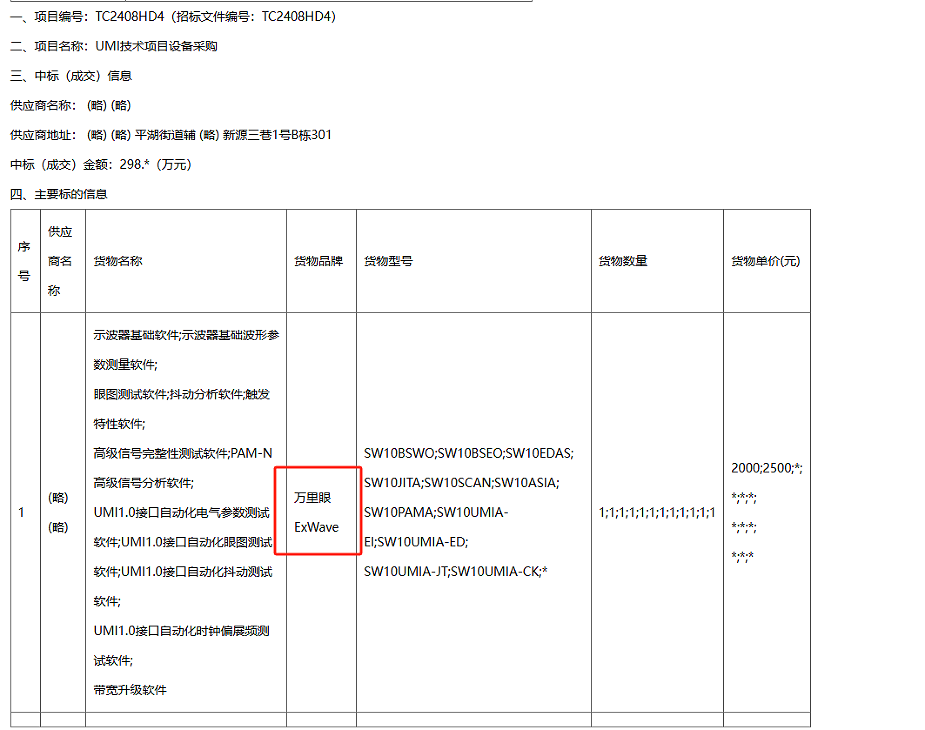 一、项目编号：TC2408HD4（招标文件编号：TC2408HD4）
二、项目名称：UMI技术项目设备采购
三、中标（成交）信息
供应商名称： (略) (略)
供应商地址： (略) (略) 平湖街道辅 (略) 新源三巷1号B栋301
中标（成交）金额：298.*（万元）
四、主要标的信息
序
号
供应
商名
称
货物名称
货物品牌
货物型号
货物数量
货物单价(元)
1
(略)
(略)
示波器基础软件;示波器基础波形参
数测量软件;
眼图测试软件;抖动分析软件;触发
特性软件;
高级信号完整性测试软件;PAM-N
高级信号分析软件;
UMI1.0接口自动化电气参数测试
软件;UMI1.0接口自动化眼图测试
软件;UMI1.0接口自动化抖动测试
软件;
UMI1.0接口自动化时钟偏展频测
试软件;
带宽升级软件
万里眼
ExWave
SW10BSWO;SW10BSEO;SW10EDAS;
SW10JITA;SW10SCAN;SW10ASIA;
SW10PAMA;SW10UMIA-
EI;SW10UMIA-ED;
SW10UMIA-JT;SW10UMIA-CK;*
1;1;1;1;1;1;1;1;1;1;1;1
2000;2500;*;
*;*;*;
*;*;*;
*;*;*